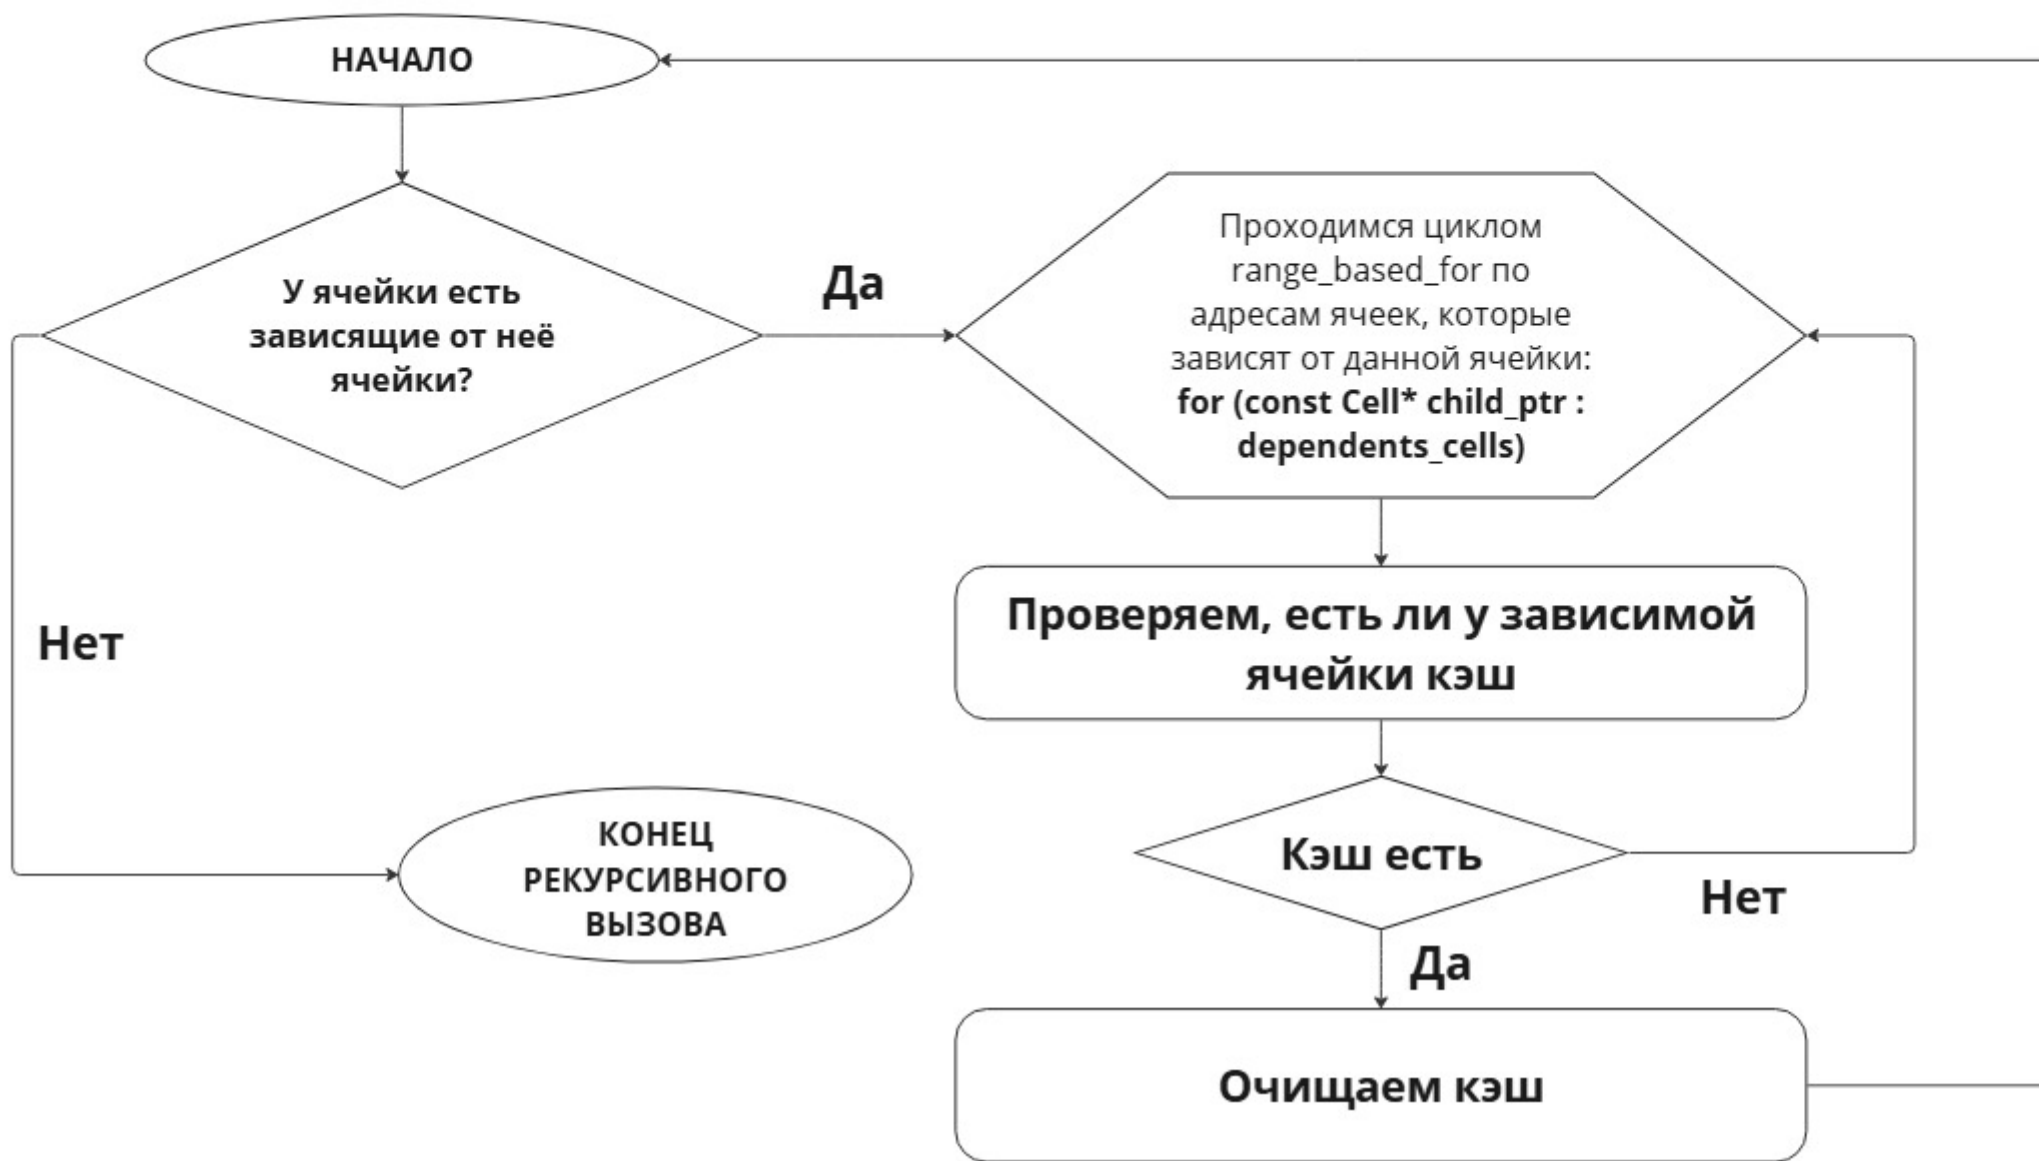 НАЧАЛО
У ячейки есть
зависящие от неё
ячейки?
Да
Проходимся циклом
range_based_for по
адресам ячеек, которые
зависят от данной ячейки:
for (const Cell* child_ptr :
dependents_cells)
Нет
Проверяем, есть ли у зависимой
ячейки кэш
КОНЕЦ
РЕКУРСИВНОГО
ВЫЗОВА
Кэш есть
Нет
Да
Очищаем кэш